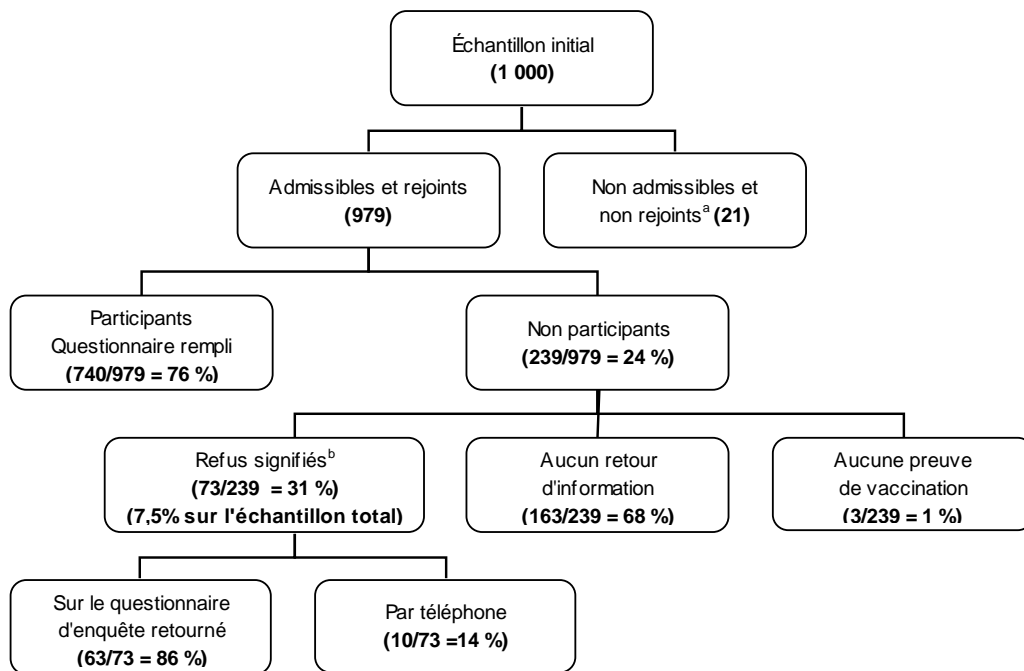 Échantillon initial
(1 000)
Admissibles et rejoints
(979)
Non admissibles et
non rejointsᵃ (21)
Participants
Questionnaire rempli
(740/979 = 76 %)
Non participants
(239/979 = 24 %)
Refus signifiésᵇ
(73/239 = 31 %)
(7,5% sur l'échantillon total)
Aucun retour
d'information
(163/239 = 68 %)
Aucune preuve
de vaccination
(3/239 = 1 %)
Sur le questionnaire
d'enquête retourné
(63/73 = 86 %)
Par téléphone
(10/73 =14 %)